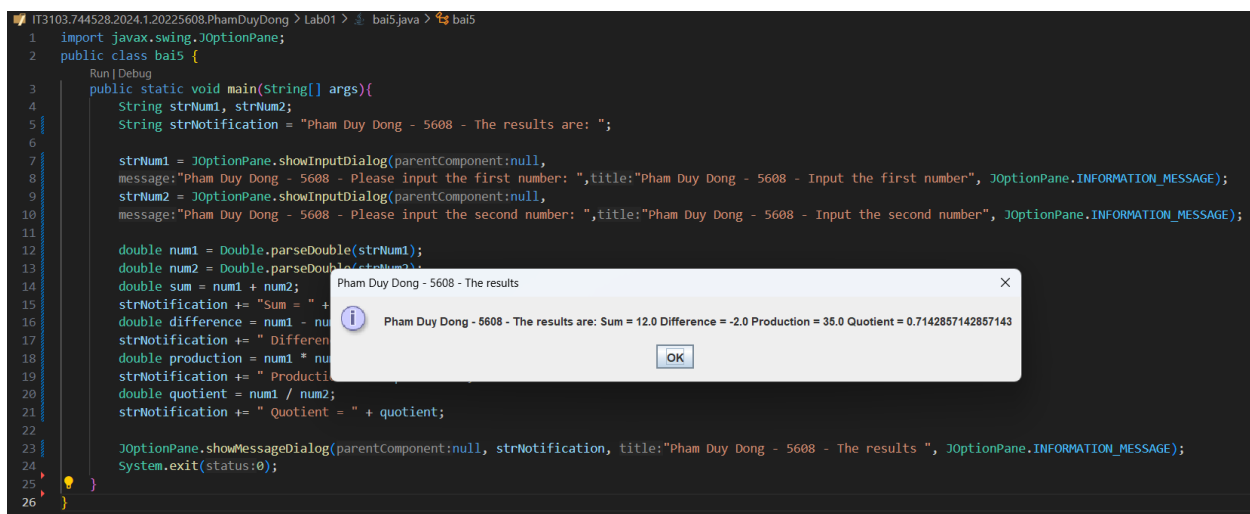 IT3103.744528.2024.1.20225608.PhamDuyDong > Lab01 > bai5.java > bai5
1 import javax.swing.JOptionPane;
2 public class bai5 {
Run | Debug
3 public static void main(String[] args){
4 String strNum1, strNum2;
5 String strNotification = "Pham Duy Dong - 5608 - The results are: ";
6
7 strNum1 = JOptionPane.showInputDialog(parentComponent:null,
8 message:"Pham Duy Dong - 5608 - Please input the first number: ",title:"Pham Duy Dong - 5608 - Input the first number", JOptionPane.INFORMATION_MESSAGE);
9 strNum2 = JOptionPane.showInputDialog(parentComponent:null,
10 message:"Pham Duy Dong - 5608 - Please input the second number: ",title:"Pham Duy Dong - 5608 - Input the second number", JOptionPane.INFORMATION_MESSAGE);
11
12 double num1 = Double.parseDouble(strNum1);
13 double num2 = Double.parseDouble(strNum2);
14 double sum = num1 + num2;
15 strNotification += "Sum = " +
16 double difference = num1 - nu
17 strNotification += " Differen
18 double production = num1 * nu
19 strNotification += " Producti
20 double quotient = num1 / num2;
21 strNotification += " Quotient = " + quotient;
22
23 JOptionPane.showMessageDialog(parentComponent:null, strNotification, title:"Pham Duy Dong - 5608 - The results ", JOptionPane.INFORMATION_MESSAGE);
24 System.exit(status:0);
25 }
26 }
Pham Duy Dong - 5608 - The results
Pham Duy Dong - 5608 - The results are: Sum = 12.0 Difference = -2.0 Production = 35.0 Quotient = 0.7142857142857143
OK